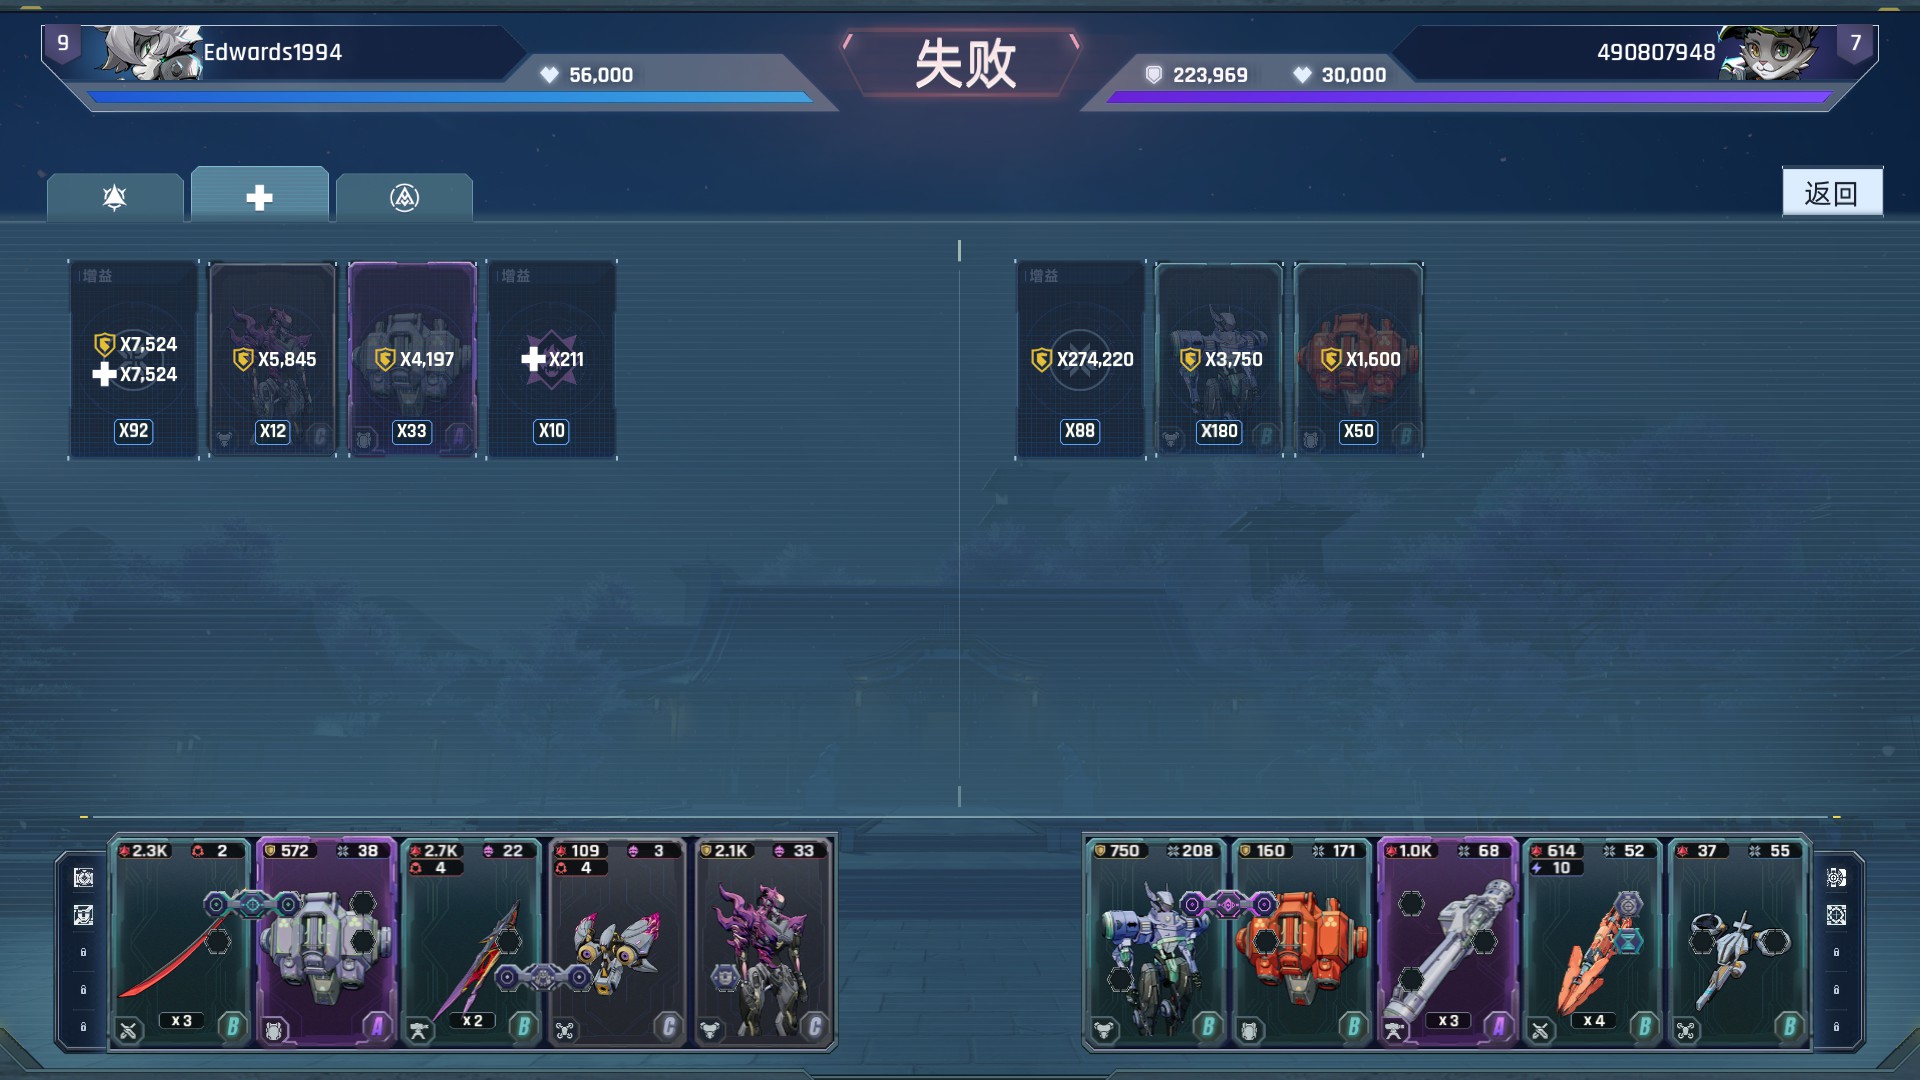 9
Edwards1994
56,000
失败
223,969
30,000
490807948
7
返回
增益
X7,524
X7,524
X92
X5,845
X12
C
X4,197
X33
A
增益
X211
X10
增益
X274,220
X88
X3,750
X180
B
X1,600
X50
B
2.3K 2
x3
B
572 38
A
2.7K 22
4
x2
B
109 3
4
C
2.1K 33
C
750 208
B
160 171
B
1.0K 68
x3
A
614 52
10
x4
B
37 55
B